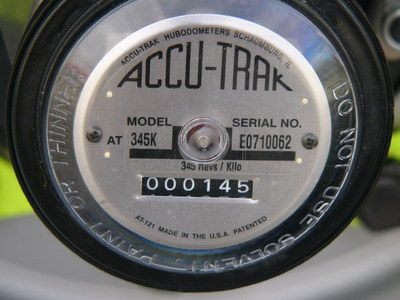 ACCU-TRAK HUBODOMETERS SCHAUMBURG, IL
ACCU-TRAK
MODEL SERIAL NO.
AT 345K E0710062
345 Revs / Kilo
000145
AT-121 MADE IN THE U.S.A. PATENTED
DO NOT USE SOLVENT, PAINT OR THINNER